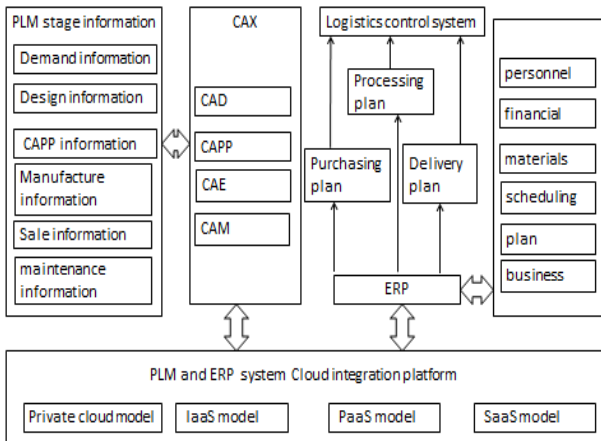 PLM stage information
Demand information
Design information
CAPP information
Manufacture
information
Sale information
maintenance
information
CAX
CAD
CAPP
CAE
CAM
Logistics control system
Processing
plan
Purchasing
plan
Delivery
plan
ERP
personnel
financial
materials
scheduling
plan
business
PLM and ERP system Cloud integration platform
Private cloud model
IaaS model
PaaS model
SaaS model